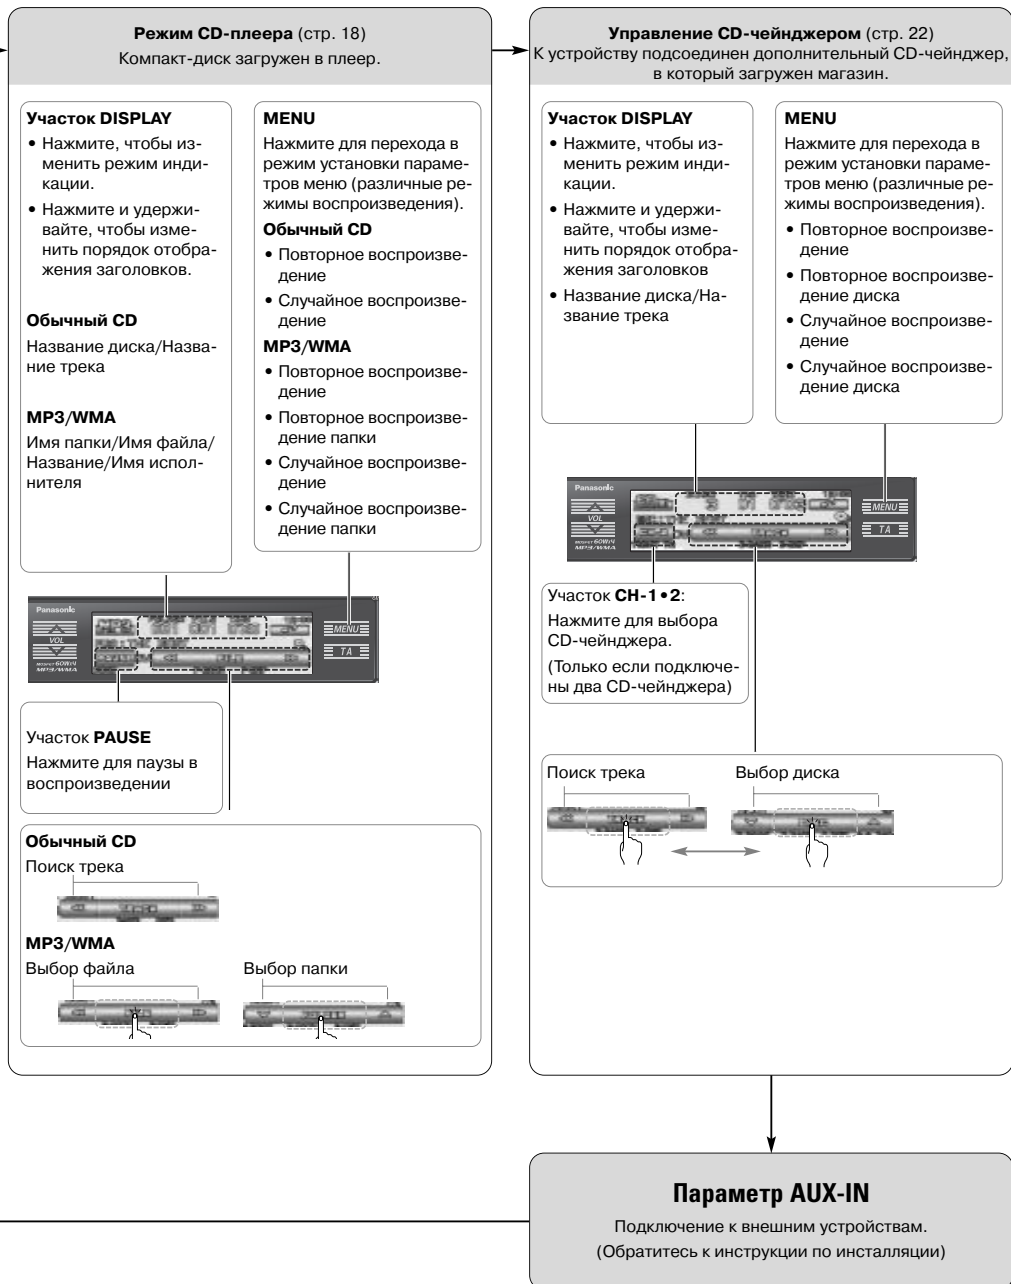 Режим CD-плеера (стр. 18)
Компакт-диск загружен в плеер.
Участок DISPLAY
• Нажмите, чтобы из-
менить режим инди-
кации.
• Нажмите и удержи-
вайте, чтобы изме-
нить порядок отобра-
жения заголовков.
Обычный CD
Название диска/Назва-
ние трека
MP3/WMA
Имя папки/Имя файла/
Название/Имя испол-
нителя
MENU
Нажмите для перехода в
режим установки параме-
тров меню (различные ре-
жимы воспроизведения).
Обычный CD
• Повторное воспроизве-
дение
• Случайное воспроизве-
дение
MP3/WMA
• Повторное воспроизве-
дение
• Повторное воспроизве-
дение папки
• Случайное воспроизве-
дение
• Случайное воспроизве-
дение папки
Panasonic
VOL
MOSFET 60W×4
MP3/WMA
MENU
TA
Участок PAUSE
Нажмите для паузы в
воспроизведении
Обычный CD
Поиск трека
MP3/WMA
Выбор файла
Выбор папки
Управление CD-чейнджером (стр. 22)
К устройству подсоединен дополнительный CD-чейнджер,
в который загружен магазин.
Участок DISPLAY
• Нажмите, чтобы из-
менить режим инди-
кации.
• Нажмите и удержи-
вайте, чтобы изме-
нить порядок отобра-
жения заголовков
• Название диска/На-
звание трека
MENU
Нажмите для перехода в
режим установки параме-
тров меню (различные ре-
жимы воспроизведения).
• Повторное воспроизве-
дение
• Повторное воспроизве-
дение диска
• Случайное воспроизве-
дение
• Случайное воспроизве-
дение диска
Panasonic
VOL
MOSFET 60W×4
MP3/WMA
MENU
TA
Участок CH-1•2:
Нажмите для выбора
CD-чейнджера.
(Только если подключе-
ны два CD-чейнджера)
Поиск трека
Выбор диска
Параметр AUX-IN
Подключение к внешним устройствам.
(Обратитесь к инструкции по инсталляции)